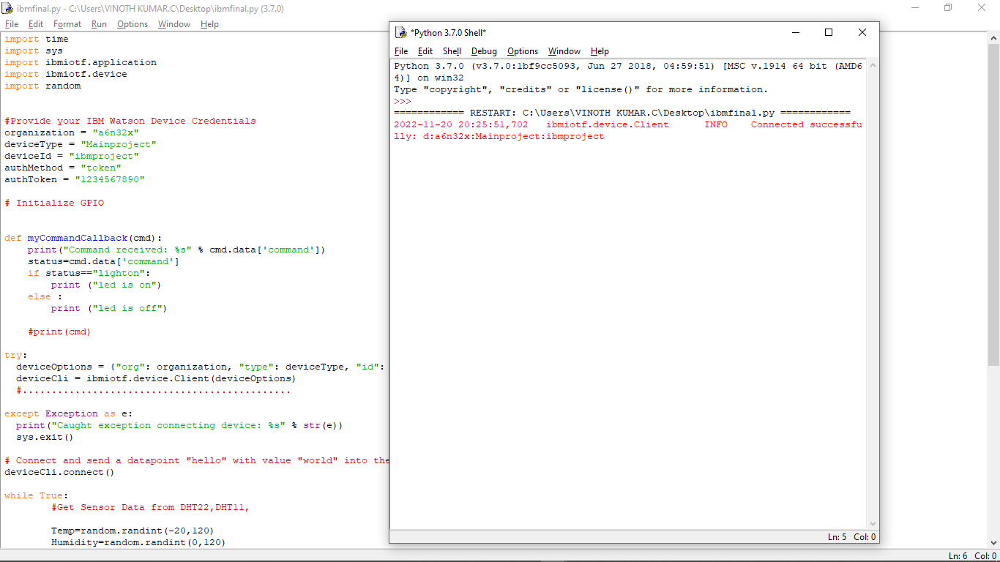 ibmfinal.py - C:\Users\VINOTH KUMAR.C\Desktop\ibmfinal.py (3.7.0)
File Edit Format Run Options Window Help
import time
import sys
import ibmiotf.application
import ibmiotf.device
import random
#Provide your IBM Watson Device Credentials
organization = "a6n32x"
deviceType = "Mainproject"
deviceId = "ibmproject"
authMethod = "token"
authToken = "1234567890"
# Initialize GPIO
def myCommandCallback(cmd):
    print("Command received: %s" % cmd.data['command'])
    status=cmd.data['command']
    if status=="lighton":
        print ("led is on")
    else :
        print ("led is off")
    #print(cmd)
try:
  deviceOptions = {"org": organization, "type": deviceType, "id":
  deviceCli = ibmiotf.device.Client(deviceOptions)
  #..............................................
except Exception as e:
  print("Caught exception connecting device: %s" % str(e))
  sys.exit()
# Connect and send a datapoint "hello" with value "world" into the
deviceCli.connect()
while True:
        #Get Sensor Data from DHT22,DHT11,
        Temp=random.randint(-20,120)
        Humidity=random.randint(0,120)
Ln: 6 Col: 0
*Python 3.7.0 Shell*
File Edit Shell Debug Options Window Help
Python 3.7.0 (v3.7.0:1bf9cc5093, Jun 27 2018, 04:59:51) [MSC v.1914 64 bit (AMD6
4)] on win32
Type "copyright", "credits" or "license()" for more information.
>>>
============ RESTART: C:\Users\VINOTH KUMAR.C\Desktop\ibmfinal.py ============
2022-11-20 20:25:51,702   ibmiotf.device.Client      INFO    Connected successfu
lly: d:a6n32x:Mainproject:ibmproject
Ln: 5 Col: 0